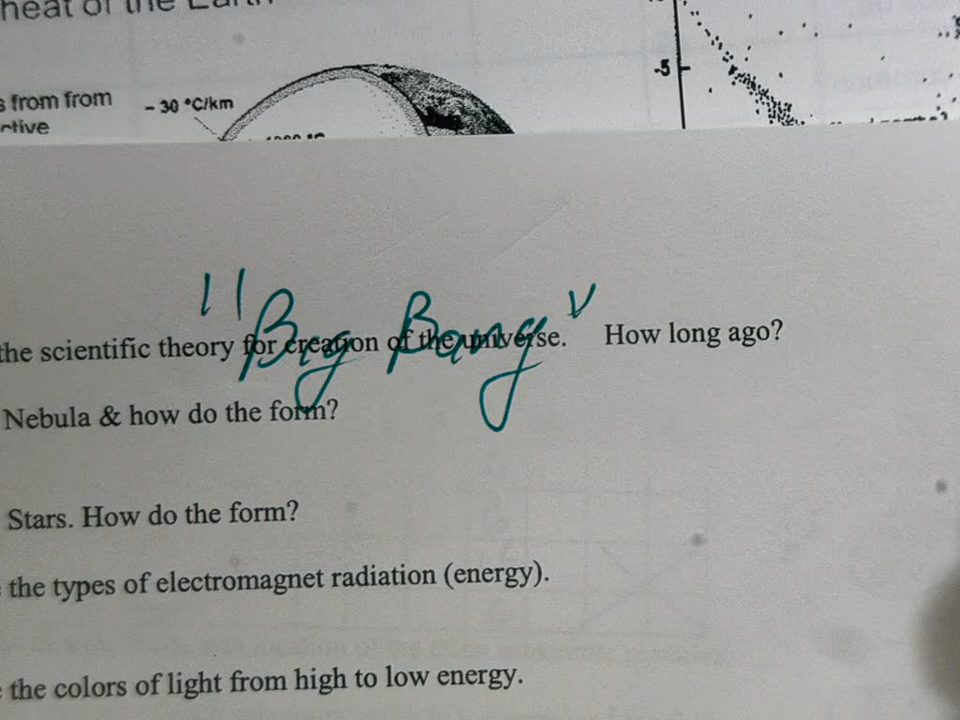 heat of the Earth
from from
- 30 °C/km
-5
"Big Bang"
the scientific theory for creation of the universe. How long ago?
Nebula & how do the form?
Stars. How do the form?
the types of electromagnet radiation (energy).
the colors of light from high to low energy.